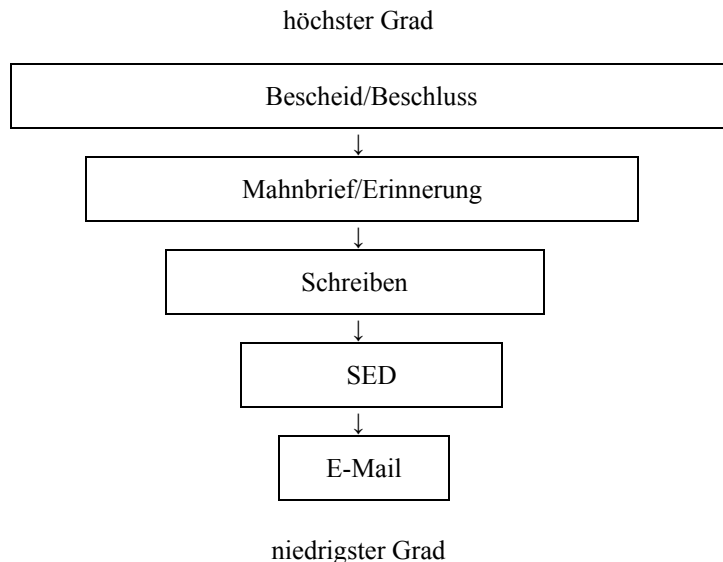 höchster Grad
Bescheid/Beschluss
↓
Mahnbrief/Erinnerung
↓
Schreiben
↓
SED
↓
E-Mail
niedrigster Grad